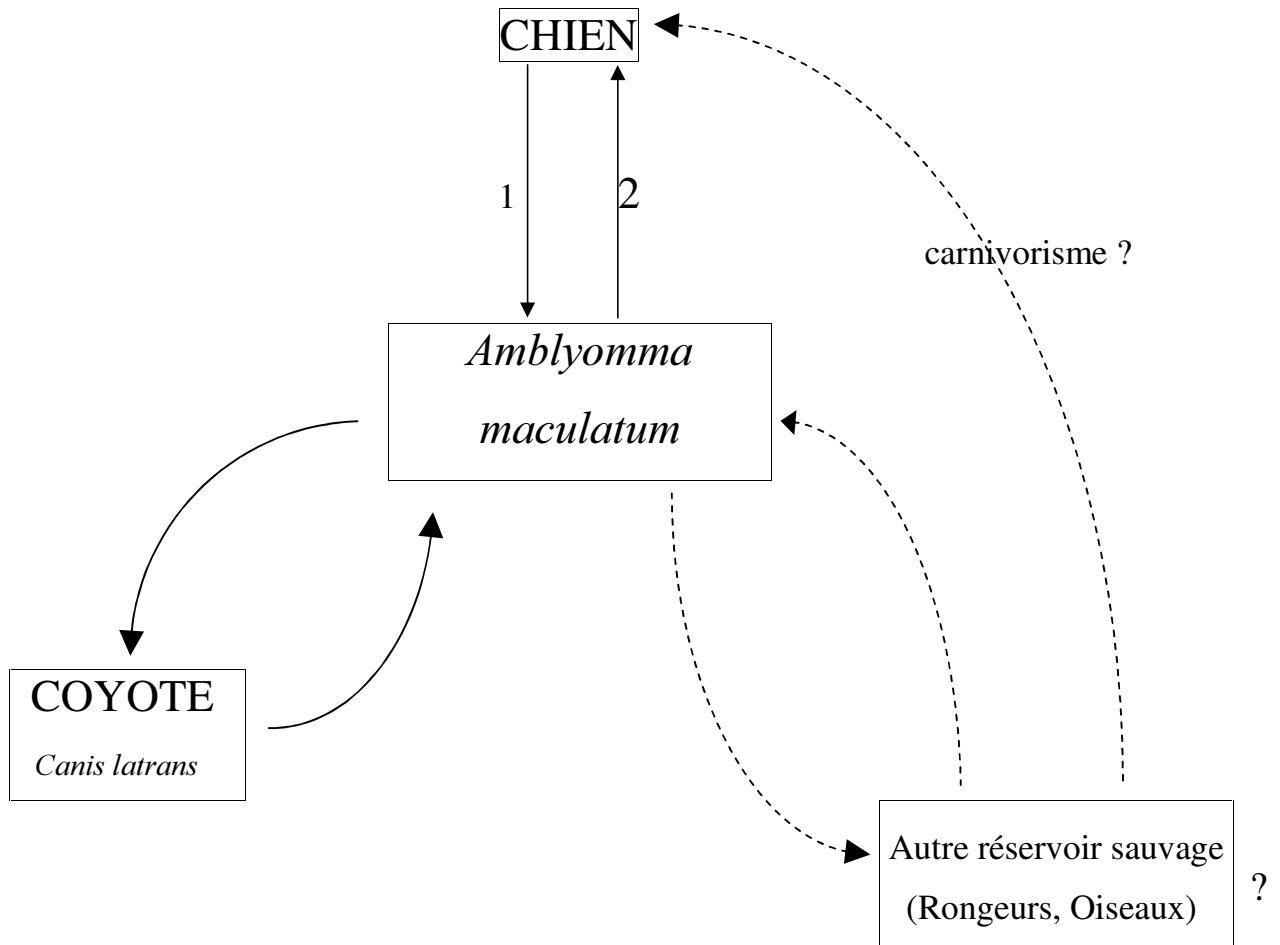 CHIEN
1
2
carnivorisme ?
Amblyomma
maculatum
COYOTE
Canis latrans
Autre réservoir sauvage
(Rongeurs, Oiseaux)
?